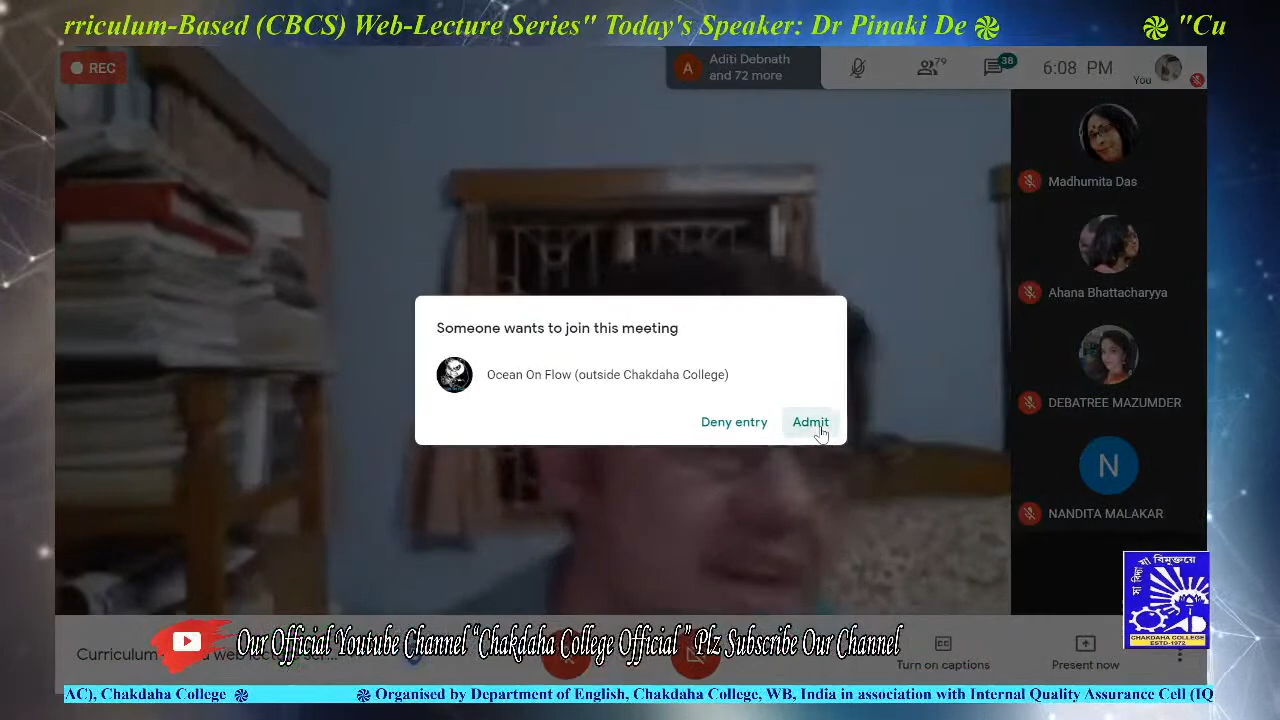 rriculum-Based (CBCS) Web-Lecture Series" Today's Speaker: Dr Pinaki De ֍ ֍ "Cu
REC
A
Aditi Debnath
and 72 more
79
38
6:08 PM
You
Madhumita Das
Ahana Bhattacharyya
DEBATREE MAZUMDER
N
NANDITA MALAKAR
Someone wants to join this meeting
Ocean On Flow (outside Chakdaha College)
Deny entry
Admit
সা বিদ্যা যা বিমুক্তয়ে
CHAKDAHA COLLEGE
ESTD-1972
Our Official Youtube Channel "Chakdaha College Official " Plz Subscribe Our Channel
Turn on captions
Present now
AC), Chakdaha College ֍ ֍ Organised by Department of English, Chakdaha College, WB, India in association with Internal Quality Assurance Cell (IQ